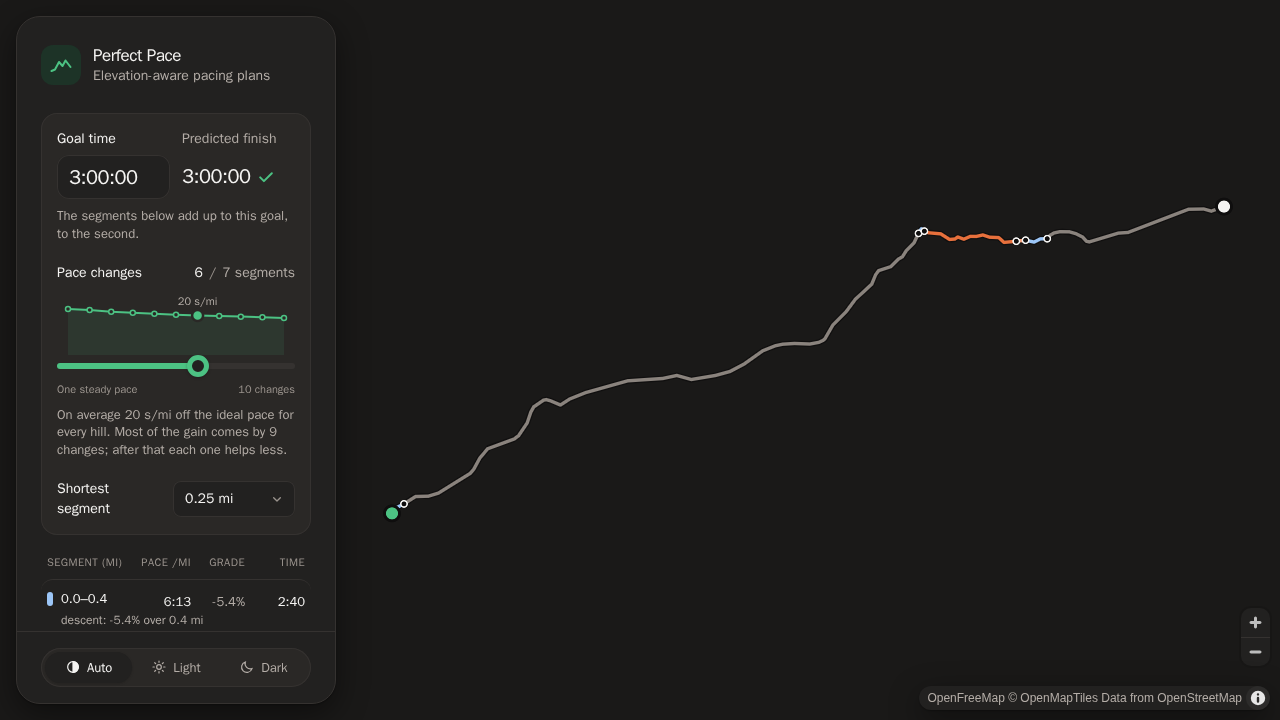 Perfect Pace
Elevation-aware pacing plans
Goal time
Predicted finish
3:00:00
3:00:00
The segments below add up to this goal,
to the second.
Pace changes
6 / 7 segments
20 s/mi
One steady pace
10 changes
On average 20 s/mi off the ideal pace for
every hill. Most of the gain comes by 9
changes; after that each one helps less.
Shortest
segment
0.25 mi
SEGMENT (MI) PACE /MI GRADE TIME
0.0–0.4 6:13 -5.4% 2:40
descent: -5.4% over 0.4 mi
Auto Light Dark
OpenFreeMap © OpenMapTiles Data from OpenStreetMap